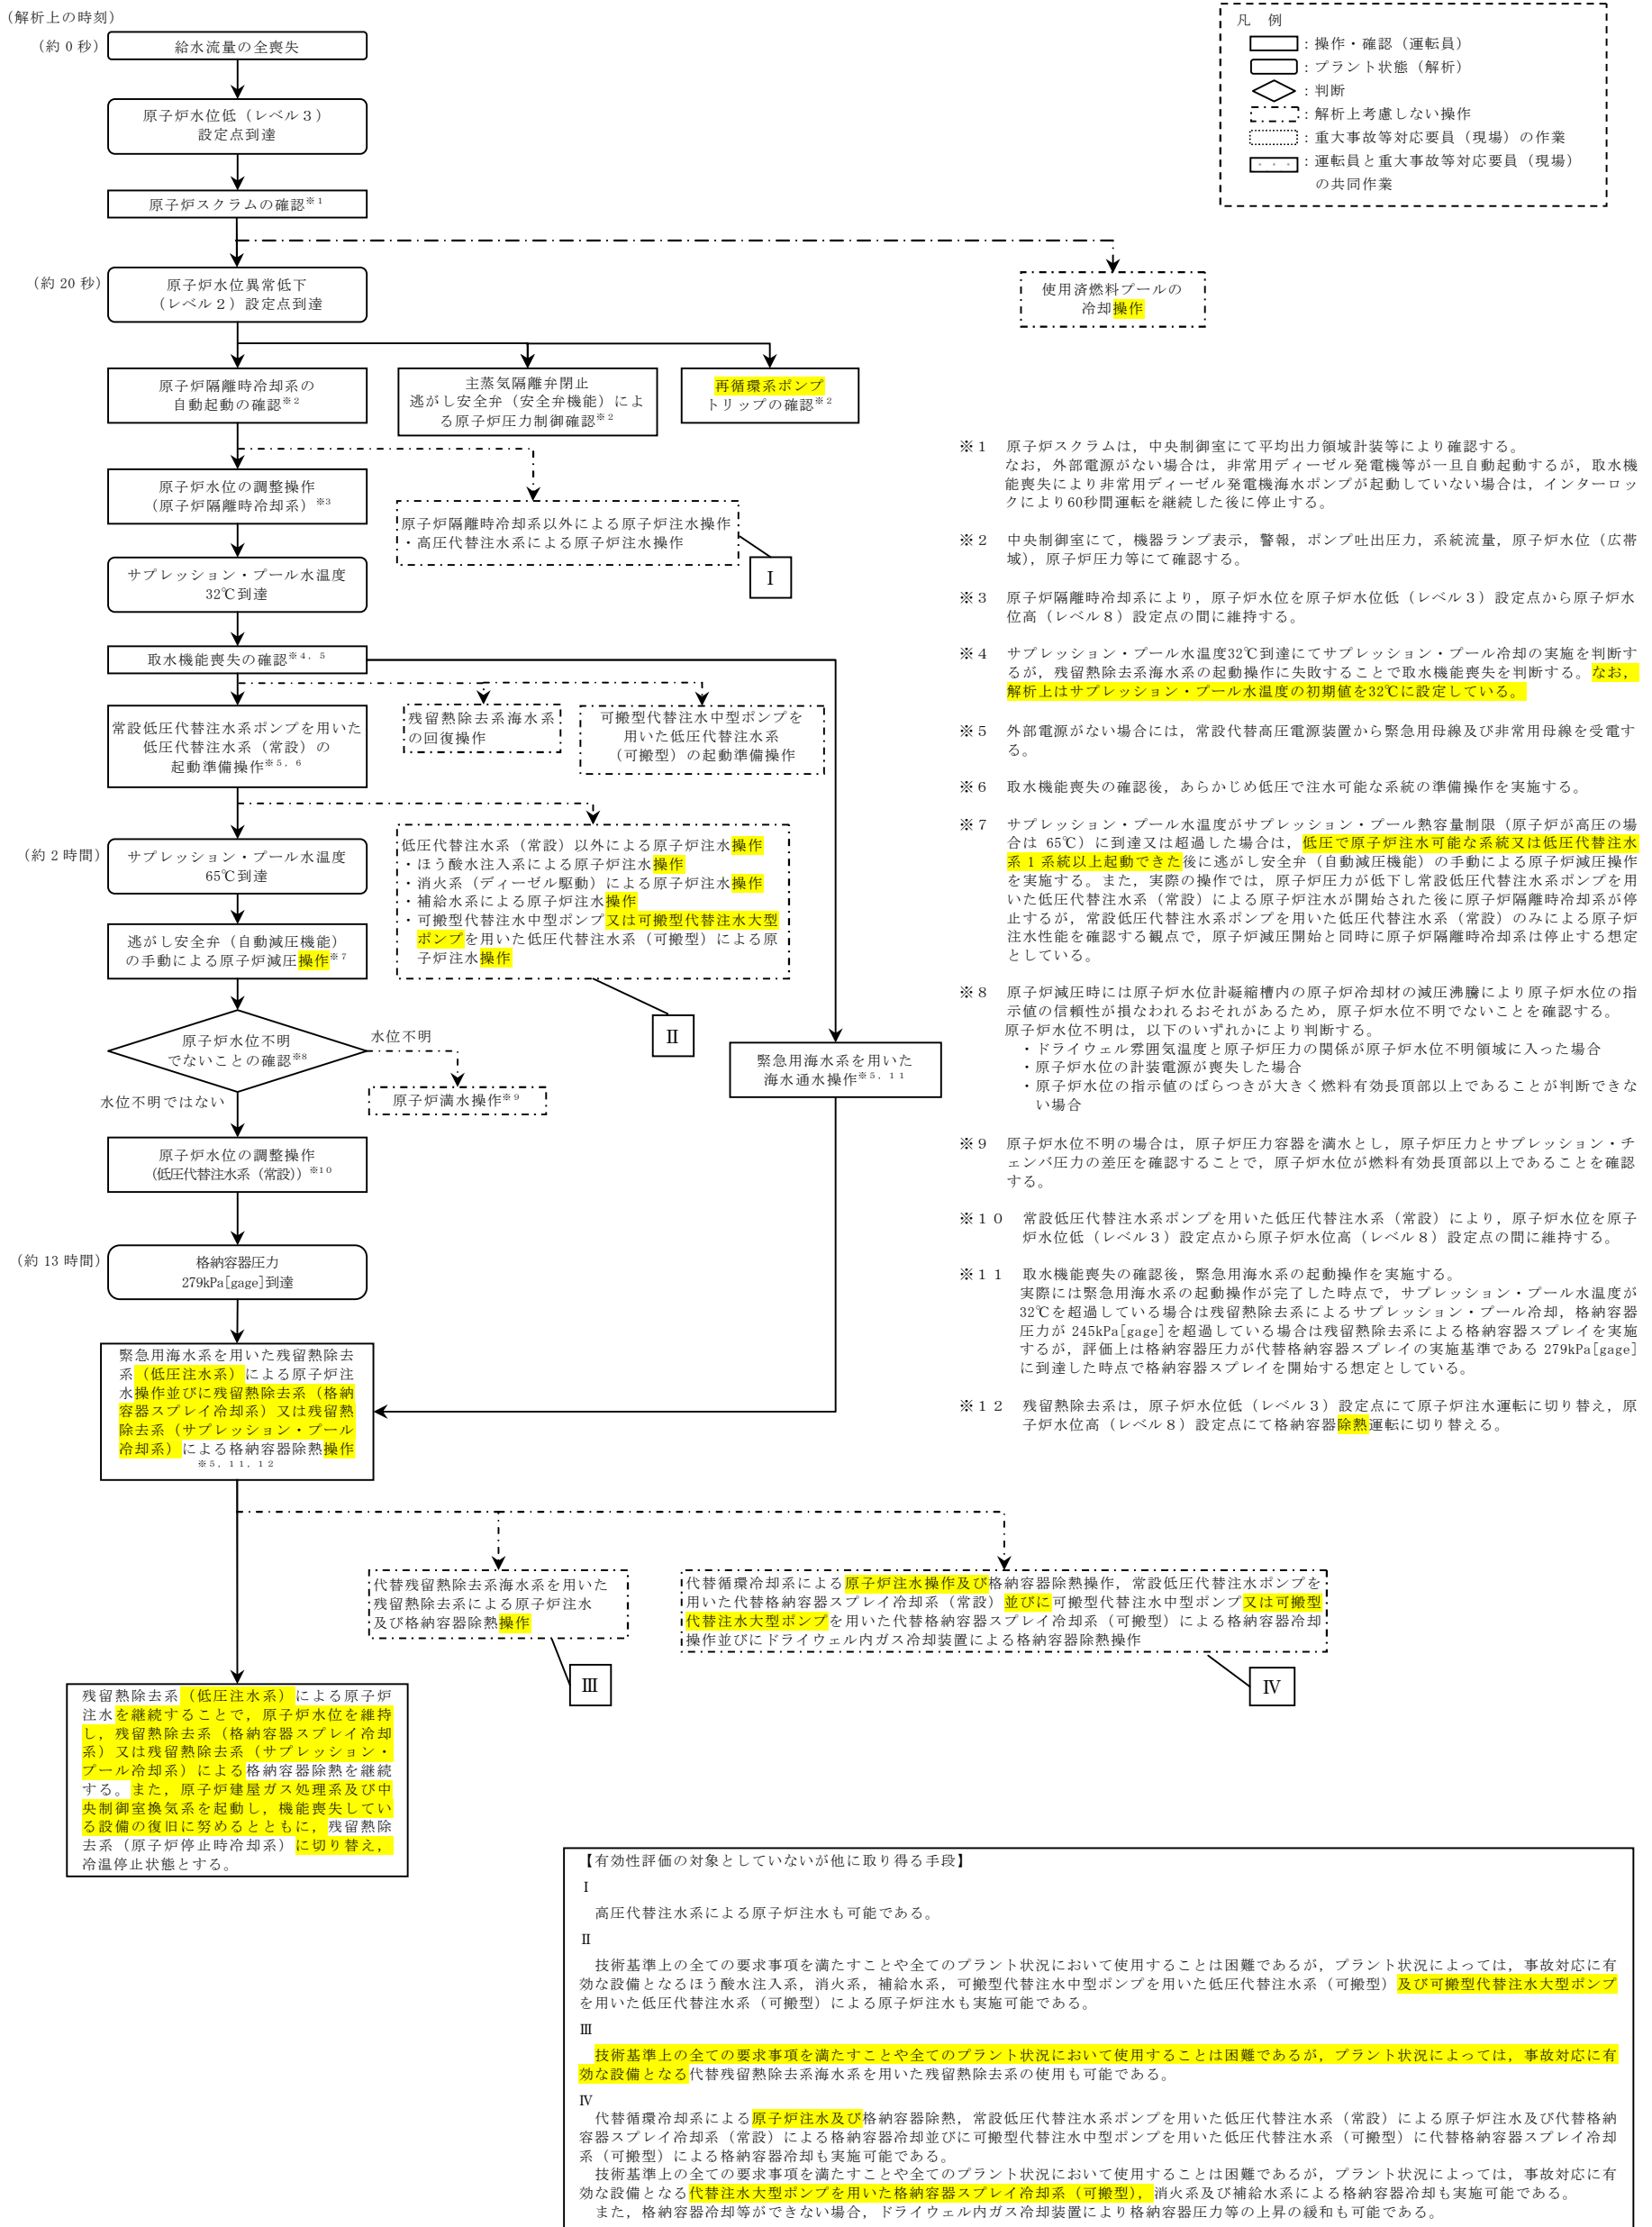 (解析上の時刻)
(約 0 秒)
給水流量の全喪失
原子炉水位低(レベル3)
設定点到達
原子炉スクラムの確認※1
(約 20 秒)
原子炉水位異常低下
(レベル2)設定点到達
使用済燃料プールの
冷却操作
原子炉隔離時冷却系の
自動起動の確認※2
主蒸気隔離弁閉止
逃がし安全弁(安全弁機能)によ
る原子炉圧力制御確認※2
再循環系ポンプ
トリップの確認※2
原子炉水位の調整操作
(原子炉隔離時冷却系)※3
原子炉隔離時冷却系以外による原子炉注水操作
・高圧代替注水系による原子炉注水操作
Ⅰ
サプレッション・プール水温度
32℃到達
取水機能喪失の確認※4,5
常設低圧代替注水系ポンプを用いた
低圧代替注水系(常設)の
起動準備操作※5,6
残留熱除去系海水系
の回復操作
可搬型代替注水中型ポンプを
用いた低圧代替注水系
(可搬型)の起動準備操作
(約 2 時間)
サプレッション・プール水温度
65℃到達
低圧代替注水系(常設)以外による原子炉注水操作
・ほう酸水注入系による原子炉注水操作
・消火系(ディーゼル駆動)による原子炉注水操作
・補給水系による原子炉注水操作
・可搬型代替注水中型ポンプ又は可搬型代替注水大型
ポンプを用いた低圧代替注水系(可搬型)による原
子炉注水操作
Ⅱ
逃がし安全弁(自動減圧機能)
の手動による原子炉減圧操作※7
原子炉水位不明
でないことの確認※8
水位不明
原子炉満水操作※9
水位不明ではない
緊急用海水系を用いた
海水通水操作※5,11
原子炉水位の調整操作
(低圧代替注水系(常設))※10
(約 13 時間)
格納容器圧力
279kPa[gage]到達
緊急用海水系を用いた残留熱除去
系(低圧注水系)による原子炉注
水操作並びに残留熱除去系(格納
容器スプレイ冷却系)又は残留熱
除去系(サプレッション・プール
冷却系)による格納容器除熱操作
※5,11,12
代替残留熱除去系海水系を用いた
残留熱除去系による原子炉注水
及び格納容器除熱操作
Ⅲ
代替循環冷却系による原子炉注水操作及び格納容器除熱操作,常設低圧代替注水ポンプを
用いた代替格納容器スプレイ冷却系(常設)並びに可搬型代替注水中型ポンプ又は可搬型
代替注水大型ポンプを用いた代替格納容器スプレイ冷却系(可搬型)による格納容器冷却
操作並びにドライウェル内ガス冷却装置による格納容器除熱操作
Ⅳ
残留熱除去系(低圧注水系)による原子炉
注水を継続することで,原子炉水位を維持
し,残留熱除去系(格納容器スプレイ冷却
系)又は残留熱除去系(サプレッション・
プール冷却系)による格納容器除熱を継続
する。また,原子炉建屋ガス処理系及び中
央制御室換気系を起動し,機能喪失してい
る設備の復旧に努めるとともに,残留熱除
去系(原子炉停止時冷却系)に切り替え,
冷温停止状態とする。
凡 例
:操作・確認(運転員)
:プラント状態(解析)
:判断
:解析上考慮しない操作
:重大事故等対応要員(現場)の作業
:運転員と重大事故等対応要員(現場)
の共同作業
※1 原子炉スクラムは,中央制御室にて平均出力領域計装等により確認する。
なお,外部電源がない場合は,非常用ディーゼル発電機等が一旦自動起動するが,取水機
能喪失により非常用ディーゼル発電機海水ポンプが起動していない場合は,インターロッ
クにより60秒間運転を継続した後に停止する。
※2 中央制御室にて,機器ランプ表示,警報,ポンプ吐出圧力,系統流量,原子炉水位(広帯
域),原子炉圧力等にて確認する。
※3 原子炉隔離時冷却系により,原子炉水位を原子炉水位低(レベル3)設定点から原子炉水
位高(レベル8)設定点の間に維持する。
※4 サプレッション・プール水温度32℃到達にてサプレッション・プール冷却の実施を判断す
るが,残留熱除去系海水系の起動操作に失敗することで取水機能喪失を判断する。なお,
解析上はサプレッション・プール水温度の初期値を32℃に設定している。
※5 外部電源がない場合には,常設代替高圧電源装置から緊急用母線及び非常用母線を受電す
る。
※6 取水機能喪失の確認後,あらかじめ低圧で注水可能な系統の準備操作を実施する。
※7 サプレッション・プール水温度がサプレッション・プール熱容量制限(原子炉が高圧の場
合は 65℃)に到達又は超過した場合は,低圧で原子炉注水可能な系統又は低圧代替注水
系1系統以上起動できた後に逃がし安全弁(自動減圧機能)の手動による原子炉減圧操作
を実施する。また,実際の操作では,原子炉圧力が低下し常設低圧代替注水系ポンプを用
いた低圧代替注水系(常設)による原子炉注水が開始された後に原子炉隔離時冷却系が停
止するが,常設低圧代替注水系ポンプを用いた低圧代替注水系(常設)のみによる原子炉
注水性能を確認する観点で,原子炉減圧開始と同時に原子炉隔離時冷却系は停止する想定
としている。
※8 原子炉減圧時には原子炉水位計凝縮槽内の原子炉冷却材の減圧沸騰により原子炉水位の指
示値の信頼性が損なわれるおそれがあるため,原子炉水位不明でないことを確認する。
原子炉水位不明は,以下のいずれかにより判断する。
・ドライウェル雰囲気温度と原子炉圧力の関係が原子炉水位不明領域に入った場合
・原子炉水位の計装電源が喪失した場合
・原子炉水位の指示値のばらつきが大きく燃料有効長頂部以上であることが判断できな
い場合
※9 原子炉水位不明の場合は,原子炉圧力容器を満水とし,原子炉圧力とサプレッション・チ
ェンバ圧力の差圧を確認することで,原子炉水位が燃料有効長頂部以上であることを確認
する。
※10 常設低圧代替注水系ポンプを用いた低圧代替注水系(常設)により,原子炉水位を原子
炉水位低(レベル3)設定点から原子炉水位高(レベル8)設定点の間に維持する。
※11 取水機能喪失の確認後,緊急用海水系の起動操作を実施する。
実際には緊急用海水系の起動操作が完了した時点で,サプレッション・プール水温度が
32℃を超過している場合は残留熱除去系によるサプレッション・プール冷却,格納容器
圧力が 245kPa[gage]を超過している場合は残留熱除去系による格納容器スプレイを実施
するが,評価上は格納容器圧力が代替格納容器スプレイの実施基準である 279kPa[gage]
に到達した時点で格納容器スプレイを開始する想定としている。
※12 残留熱除去系は,原子炉水位低(レベル3)設定点にて原子炉注水運転に切り替え,原
子炉水位高(レベル8)設定点にて格納容器除熱運転に切り替える。
【有効性評価の対象としていないが他に取り得る手段】
Ⅰ
高圧代替注水系による原子炉注水も可能である。
Ⅱ
技術基準上の全ての要求事項を満たすことや全てのプラント状況において使用することは困難であるが,プラント状況によっては,事故対応に有
効な設備となるほう酸水注入系,消火系,補給水系,可搬型代替注水中型ポンプを用いた低圧代替注水系(可搬型)及び可搬型代替注水大型ポンプ
を用いた低圧代替注水系(可搬型)による原子炉注水も実施可能である。
Ⅲ
技術基準上の全ての要求事項を満たすことや全てのプラント状況において使用することは困難であるが,プラント状況によっては,事故対応に有
効な設備となる代替残留熱除去系海水系を用いた残留熱除去系の使用も可能である。
Ⅳ
代替循環冷却系による原子炉注水及び格納容器除熱,常設低圧代替注水系ポンプを用いた低圧代替注水系(常設)による原子炉注水及び代替格納
容器スプレイ冷却系(常設)による格納容器冷却並びに可搬型代替注水中型ポンプを用いた低圧代替注水系(可搬型)に代替格納容器スプレイ冷却
系(可搬型)による格納容器冷却も実施可能である。
技術基準上の全ての要求事項を満たすことや全てのプラント状況において使用することは困難であるが,プラント状況によっては,事故対応に有
効な設備となる代替注水大型ポンプを用いた格納容器スプレイ冷却系(可搬型),消火系及び補給水系による格納容器冷却も実施可能である。
また,格納容器冷却等ができない場合,ドライウェル内ガス冷却装置により格納容器圧力等の上昇の緩和も可能である。